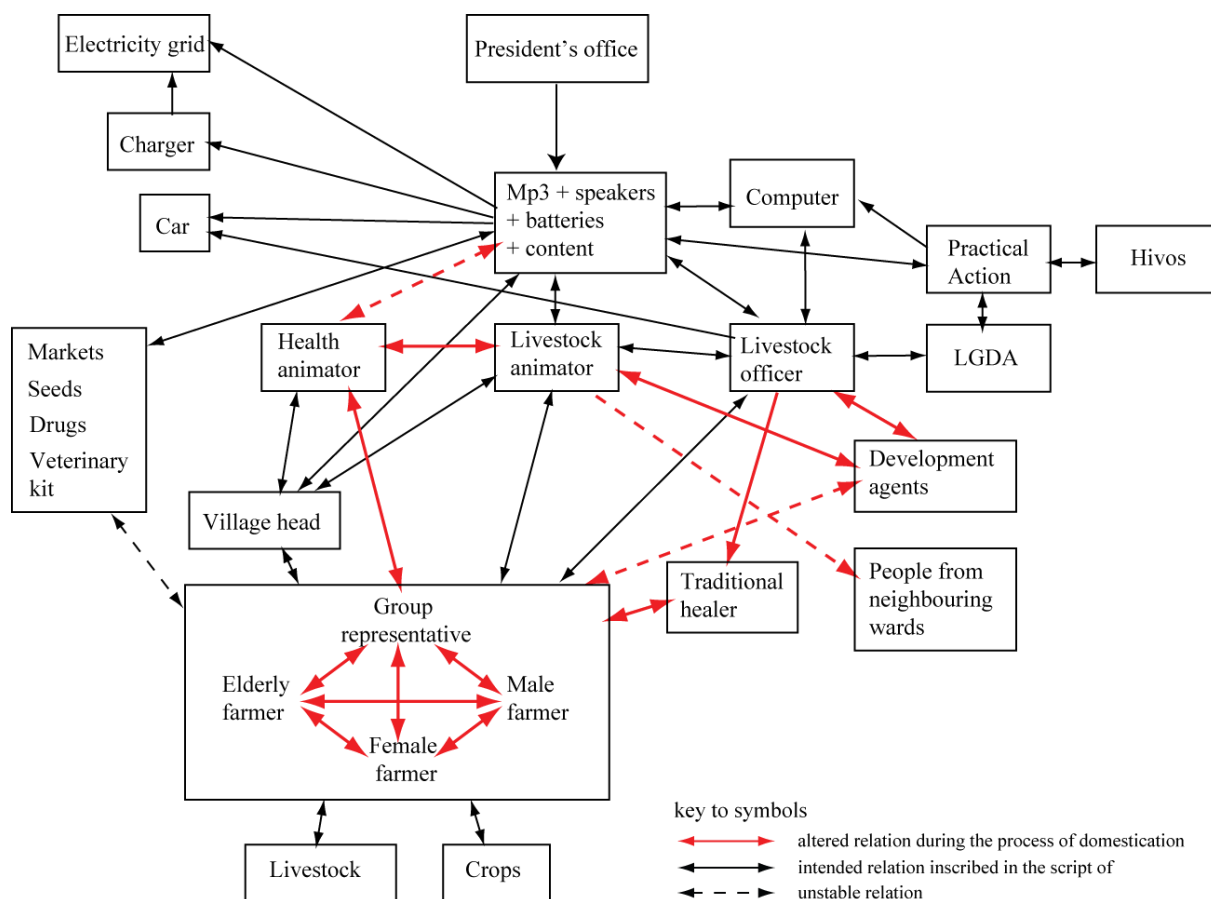 Electricity grid
President's office
Charger
Car
Mp3 + speakers
+ batteries
+ content
Computer
Practical
Action
Hivos
Markets
Seeds
Drugs
Veterinary
kit
Health
animator
Livestock
animator
Livestock
officer
LGDA
Development
agents
Village head
Traditional
healer
People from
neighbouring
wards
Group
representative
Elderly
farmer
Male
farmer
Female
farmer
Livestock
Crops
key to symbols
altered relation during the process of domestication
intended relation inscribed in the script of
unstable relation